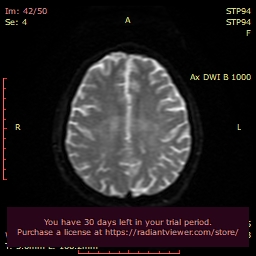 Im: 42/50
Se: 4
STP94
STP94
F
A
Ax DWI B 1000
R
L
You have 30 days left in your trial period.
Purchase a license at https://radiantviewer.com/store/